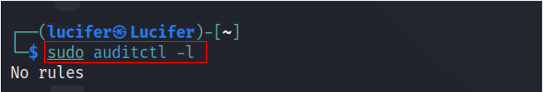 ┌──(lucifer㉿Lucifer)-[~]
└─$ sudo auditctl -l
No rules